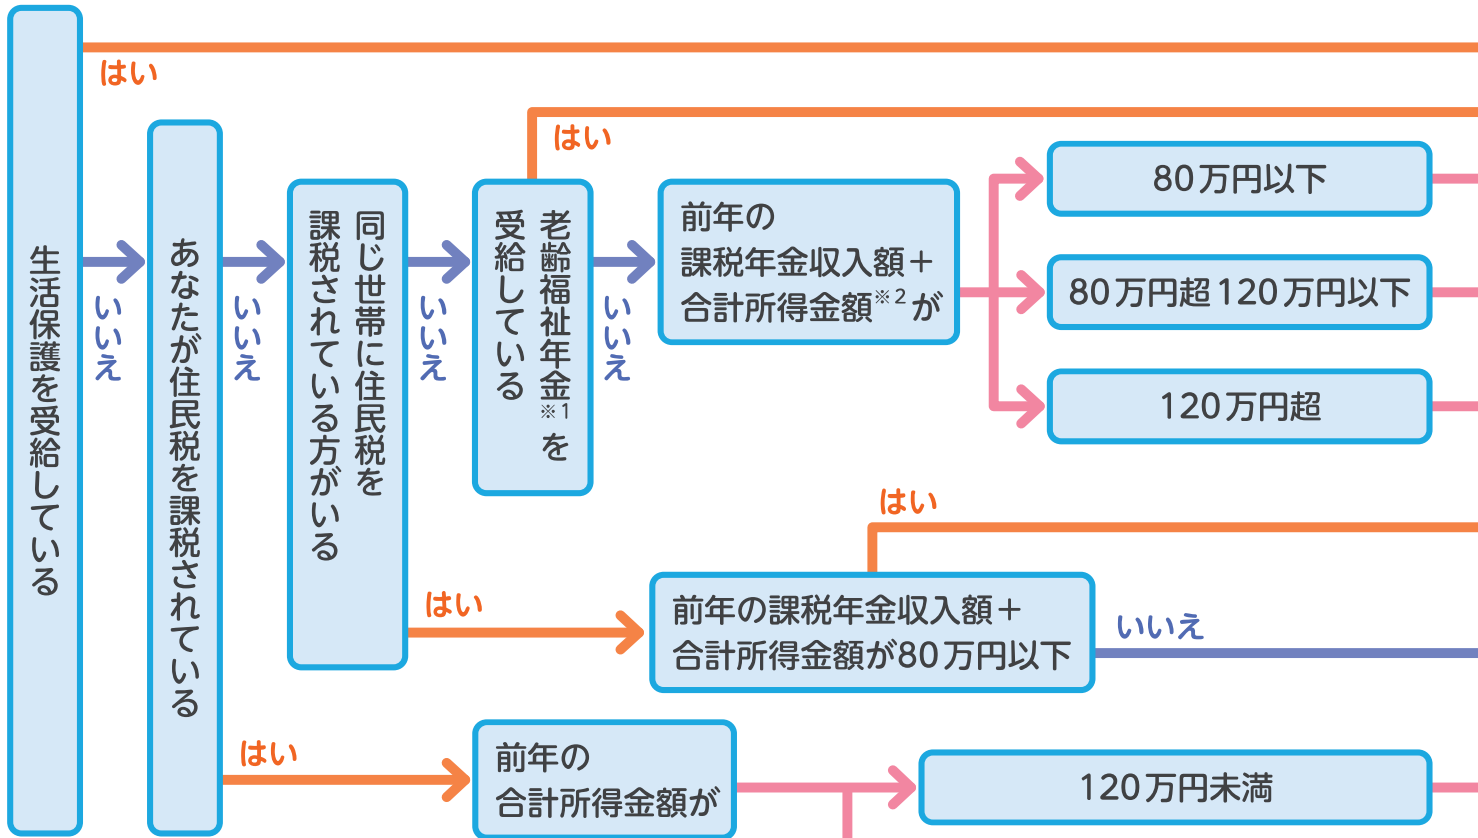 生活保護を受給している
はい
いいえ
あなたが住民税を課税されている
いいえ
同じ世帯に住民税を
課税されている方がいる
いいえ
老齢福祉年金※1を
受給している
はい
いいえ
前年の
課税年金収入額＋
合計所得金額※2が
80万円以下
80万円超120万円以下
120万円超
はい
前年の課税年金収入額＋
合計所得金額が80万円以下
はい
いいえ
はい
前年の
合計所得金額が
120万円未満